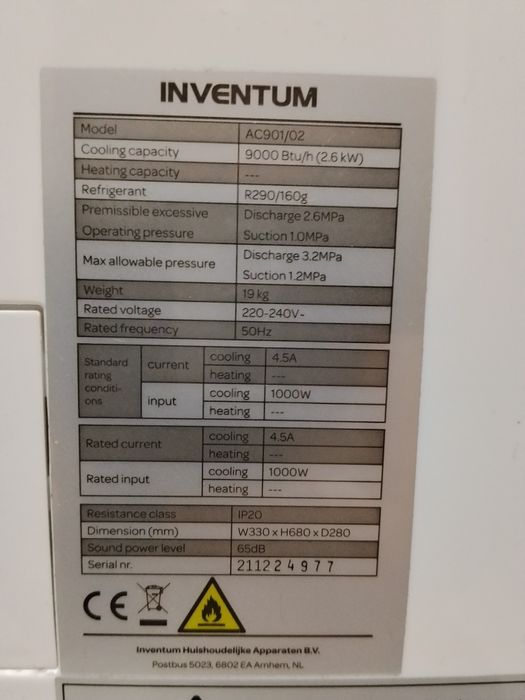 INVENTUM
Model AC901/02
Cooling capacity 9000 Btu/h (2.6 kW)
Heating capacity ---
Refrigerant R290/160g
Premissible excessive Discharge 2.6MPa
Operating pressure Suction 1.0MPa
Max allowable pressure Discharge 3.2MPa
Suction 1.2MPa
Weight 19 kg
Rated voltage 220-240V~
Rated frequency 50Hz
Standard rating conditi-ons current cooling 4.5A
heating ---
input cooling 1000W
heating ---
Rated current cooling 4.5A
heating ---
Rated input cooling 1000W
heating ---
Resistance class IP20
Dimension (mm) W330 x H680 x D280
Sound power level 65dB
Serial nr. 211224977
CE
Inventum Huishoudelijke Apparaten B.V.
Postbus 5023, 6802 EA Arnhem, NL